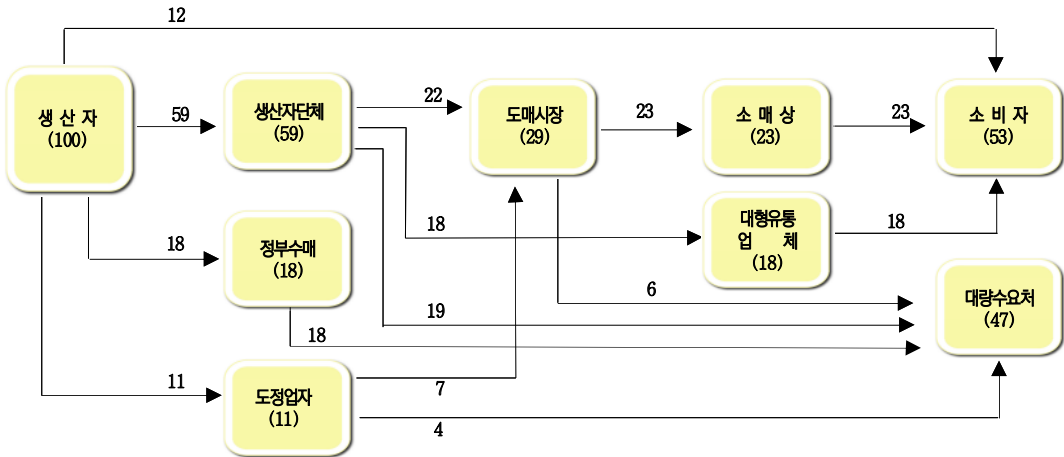 12
생 산 자
(100)
59
생산자단체
(59)
22
도매시장
(29)
23
소 매 상
(23)
23
소 비 자
(53)
18
정부수매
(18)
18
대형유통
업 체
(18)
18
6
19
18
대량수요처
(47)
11
도정업자
(11)
7
4